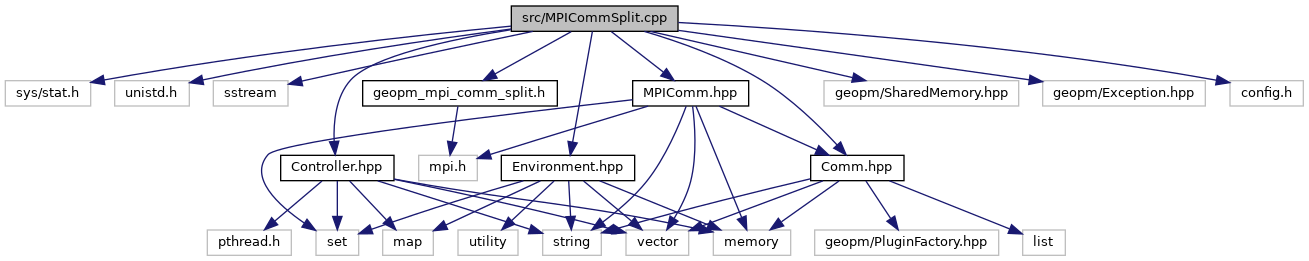 src/MPICommSplit.cpp
sys/stat.h
unistd.h
sstream
geopm_mpi_comm_split.h
MPIComm.hpp
geopm/SharedMemory.hpp
geopm/Exception.hpp
config.h
Controller.hpp
mpi.h
Environment.hpp
Comm.hpp
pthread.h
set
map
utility
string
vector
memory
geopm/PluginFactory.hpp
list